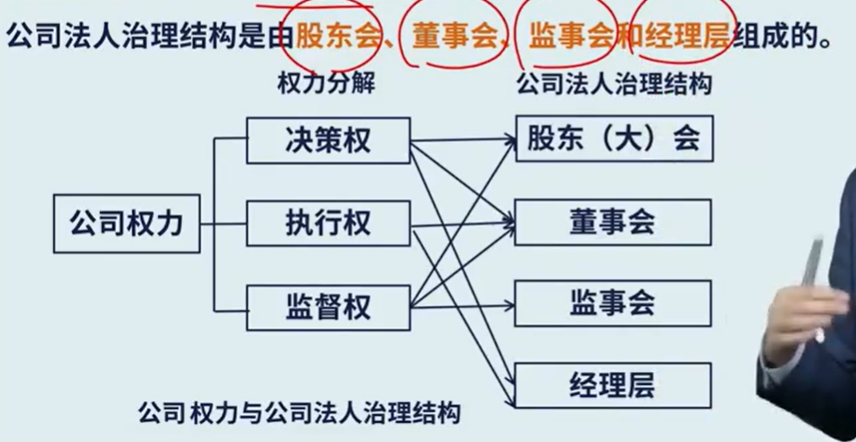 公司法人治理结构是由股东会、董事会、监事会和经理层组成的。
权力分解
公司法人治理结构
决策权
股东（大）会
公司权力
执行权
董事会
监督权
监事会
经理层
公司权力与公司法人治理结构